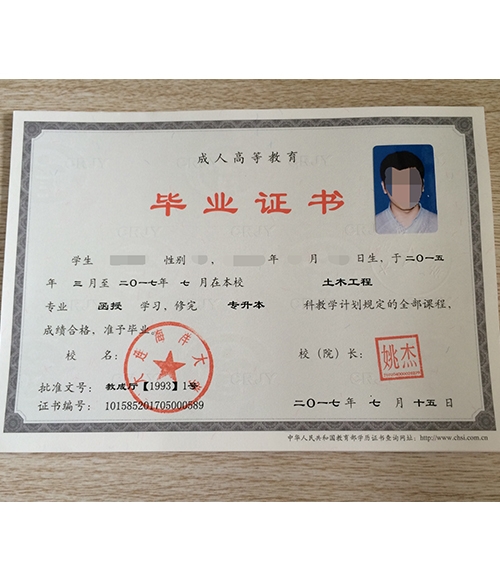 成人高等教育
毕业证书
学生 性别 , 年 月 日生,于二〇一五
年 三月至二〇一七年 七月在本校 土木工程
专业 函授 学习,修完 专升本 科教学计划规定的全部课程,
成绩合格,准予毕业。
校 名: 大连海洋大学
校(院)长: 姚杰
批准文号: 教成厅【1993】1号
证书编号: 101585201705000589
二〇一七年 七月 十五日
中华人民共和国教育部学历证书查询网址:http://www.chsi.com.cn